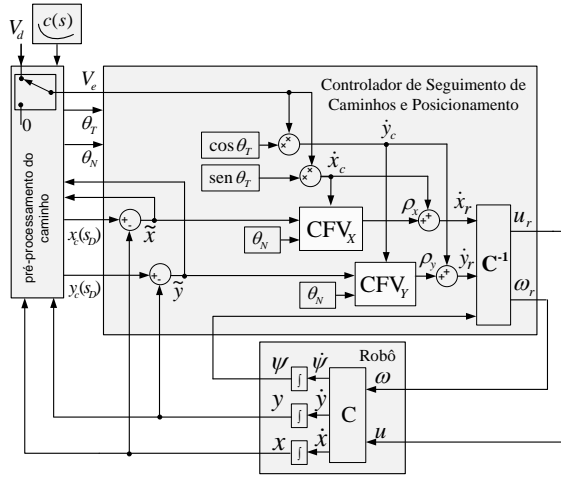 V_d
c(s)
V_e
0
θ_T
θ_N
pré-processamento do
caminho
x_c(s_D)
y_c(s_D)
Controlador de Seguimento de
Caminhos e Posicionamento
cos θ_T
sen θ_T
ẏ_c
ẋ_c
x̃
ỹ
θ_N
CFV_X
ρ_x
ẋ_r
θ_N
CFV_Y
ρ_y
ẏ_r
C⁻¹
u_r
ω_r
Robô
ψ
∫
ψ̇
ω
y
∫
ẏ
C
x
∫
ẋ
u